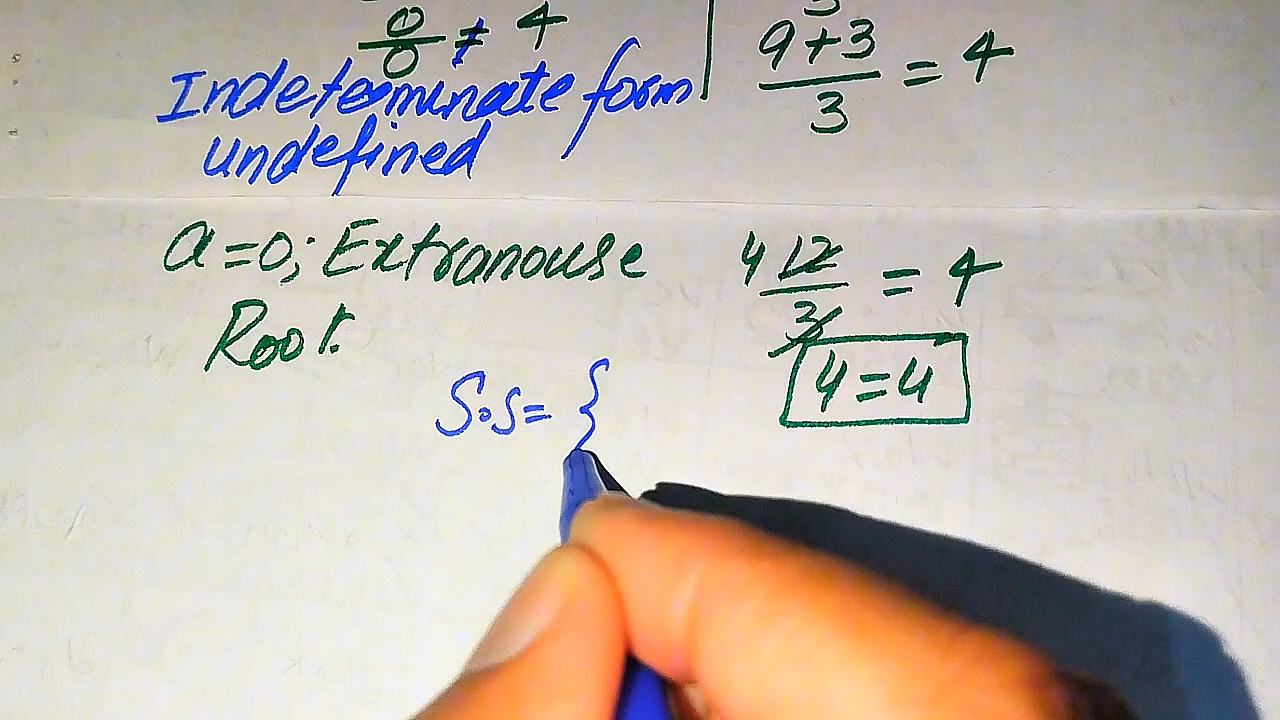 0/0 ≠ 4
Indeterminate form
undefined
a=0; Extranouse
Root.
S.S= {
3
9+3/3 = 4
4 12/3 = 4
4=4